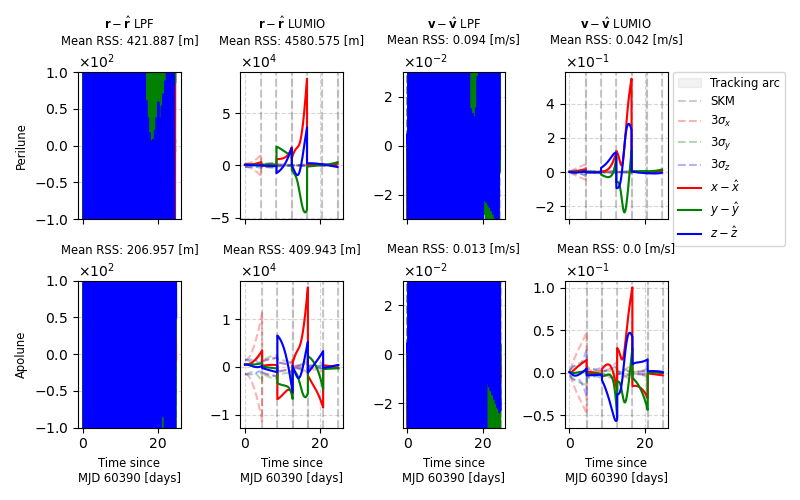 r − r̂ LPF
Mean RSS: 421.887 [m]
r − r̂ LUMIO
Mean RSS: 4580.575 [m]
v − v̂ LPF
Mean RSS: 0.094 [m/s]
v − v̂ LUMIO
Mean RSS: 0.042 [m/s]
×10²
×10⁴
×10⁻²
×10⁻¹
Perilune
1.0
0.5
0.0
−0.5
−1.0
5
0
−5
2
0
−2
4
2
0
−2
Tracking arc
SKM
3σx
3σy
3σz
x − x̂
y − ŷ
z − ẑ
Mean RSS: 206.957 [m]
Mean RSS: 409.943 [m]
Mean RSS: 0.013 [m/s]
Mean RSS: 0.0 [m/s]
×10²
×10⁴
×10⁻²
×10⁻¹
Apolune
1.0
0.5
0.0
−0.5
−1.0
1
0
−1
2
0
−2
1.0
0.5
0.0
−0.5
0 20
0 20
0 20
0 20
Time since
MJD 60390 [days]
Time since
MJD 60390 [days]
Time since
MJD 60390 [days]
Time since
MJD 60390 [days]